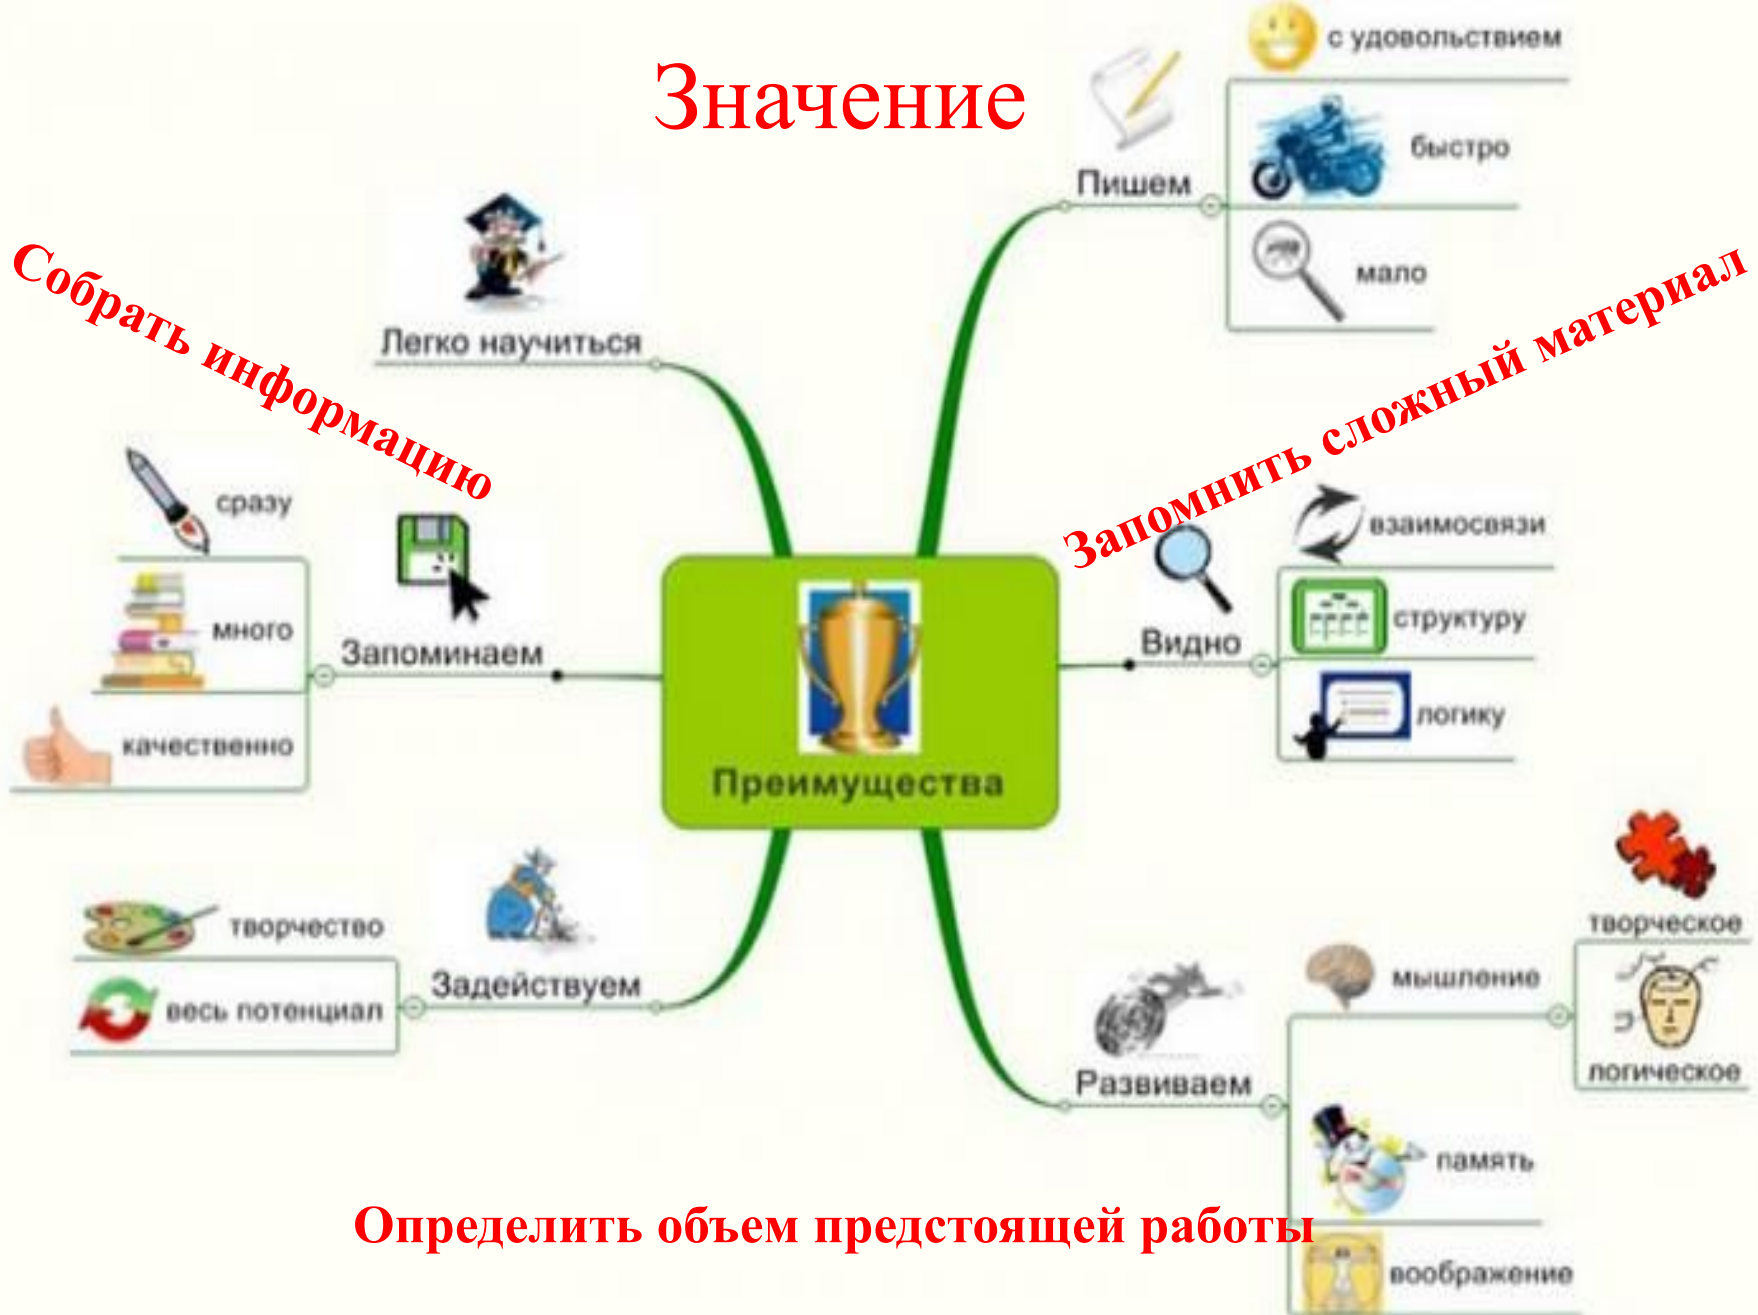 Значение
с удовольствием
быстро
Пишем
мало
Собрать информацию
Легко научиться
Запомнить сложный материал
сразу
много
Запоминаем
качественно
взаимосвязи
структуру
Видно
логику
Преимущества
творчество
Задействуем
весь потенциал
творческое
мышление
логическое
Развиваем
память
воображение
Определить объем предстоящей работы